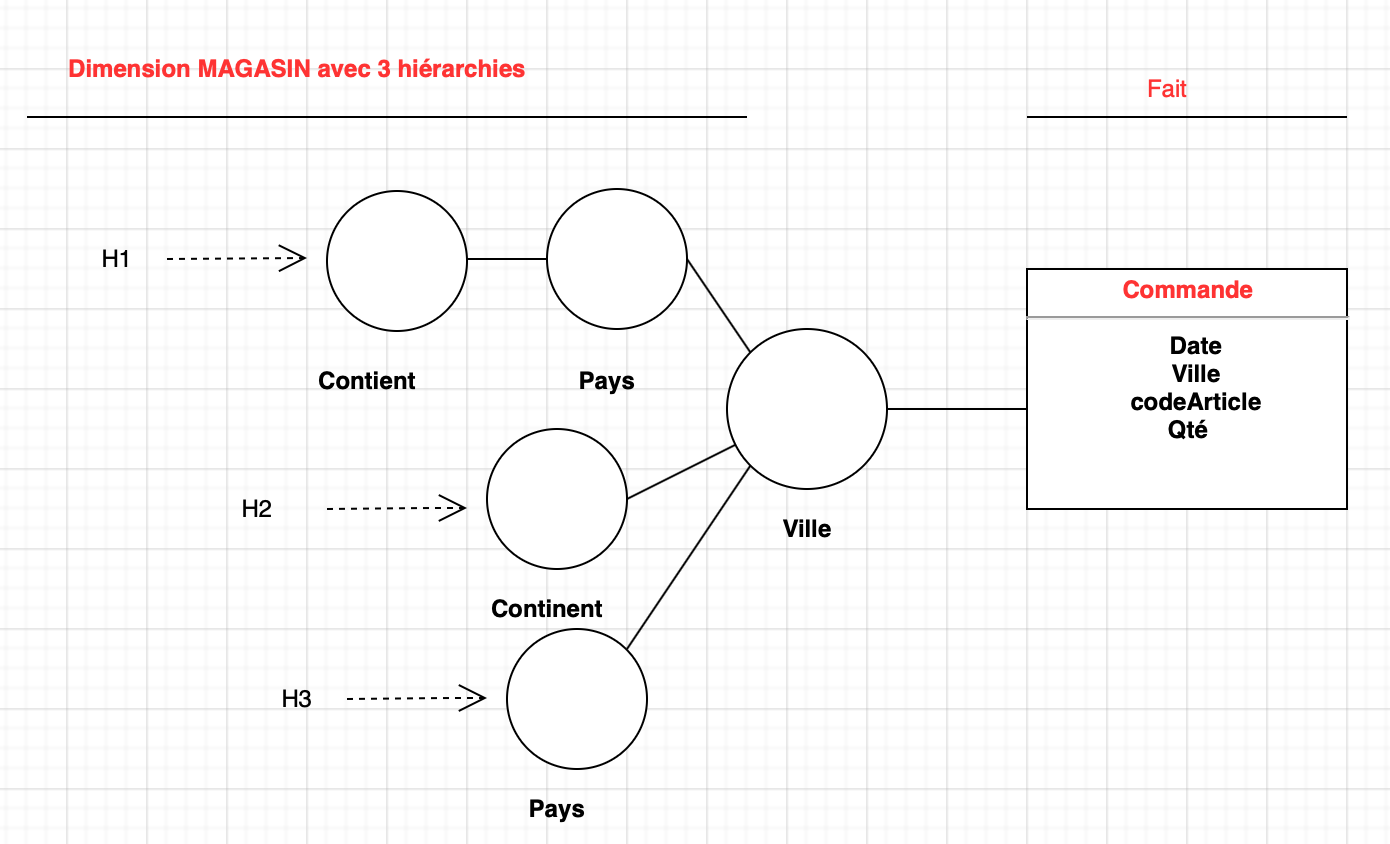 Dimension MAGASIN avec 3 hiérarchies
Fait
H1
Contient
Pays
Commande
Date
Ville
codeArticle
Qté
H2
Ville
Continent
H3
Pays